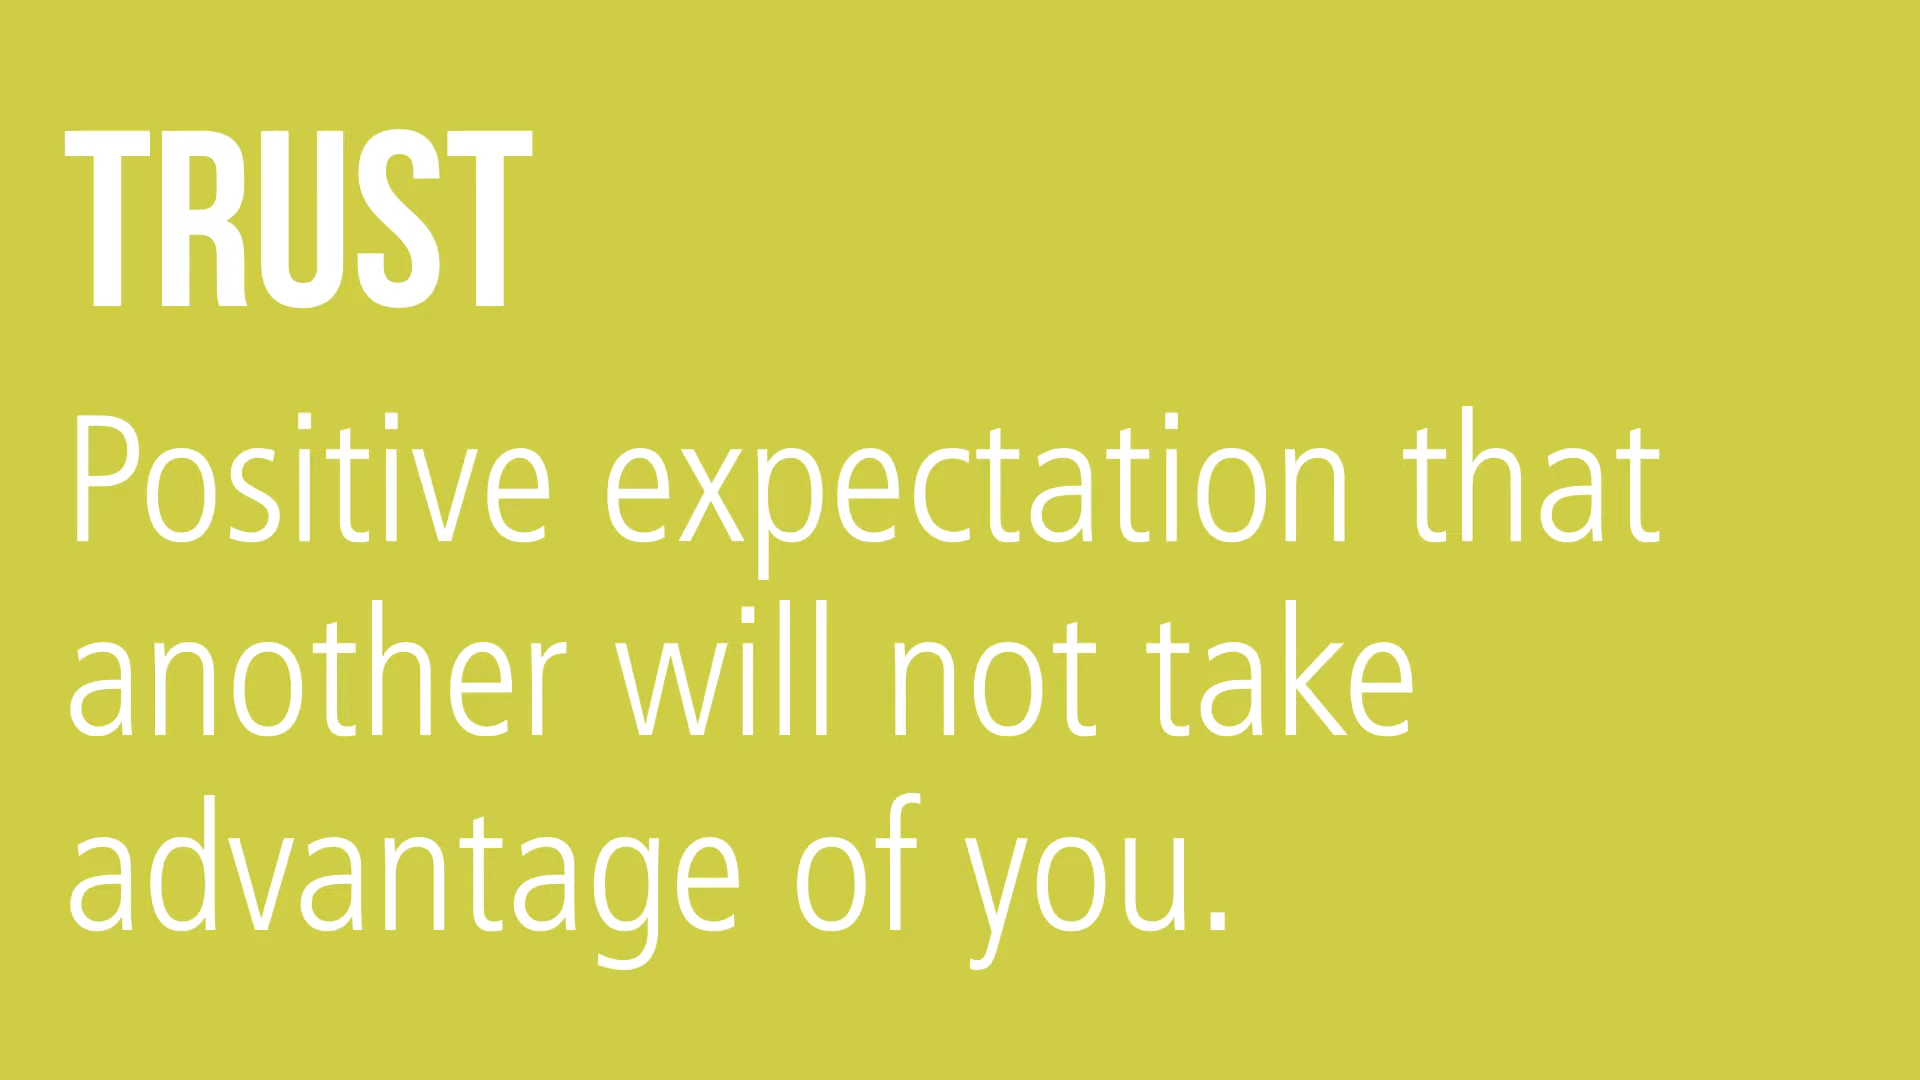 TRUST
Positive expectation that
another will not take
advantage of you.